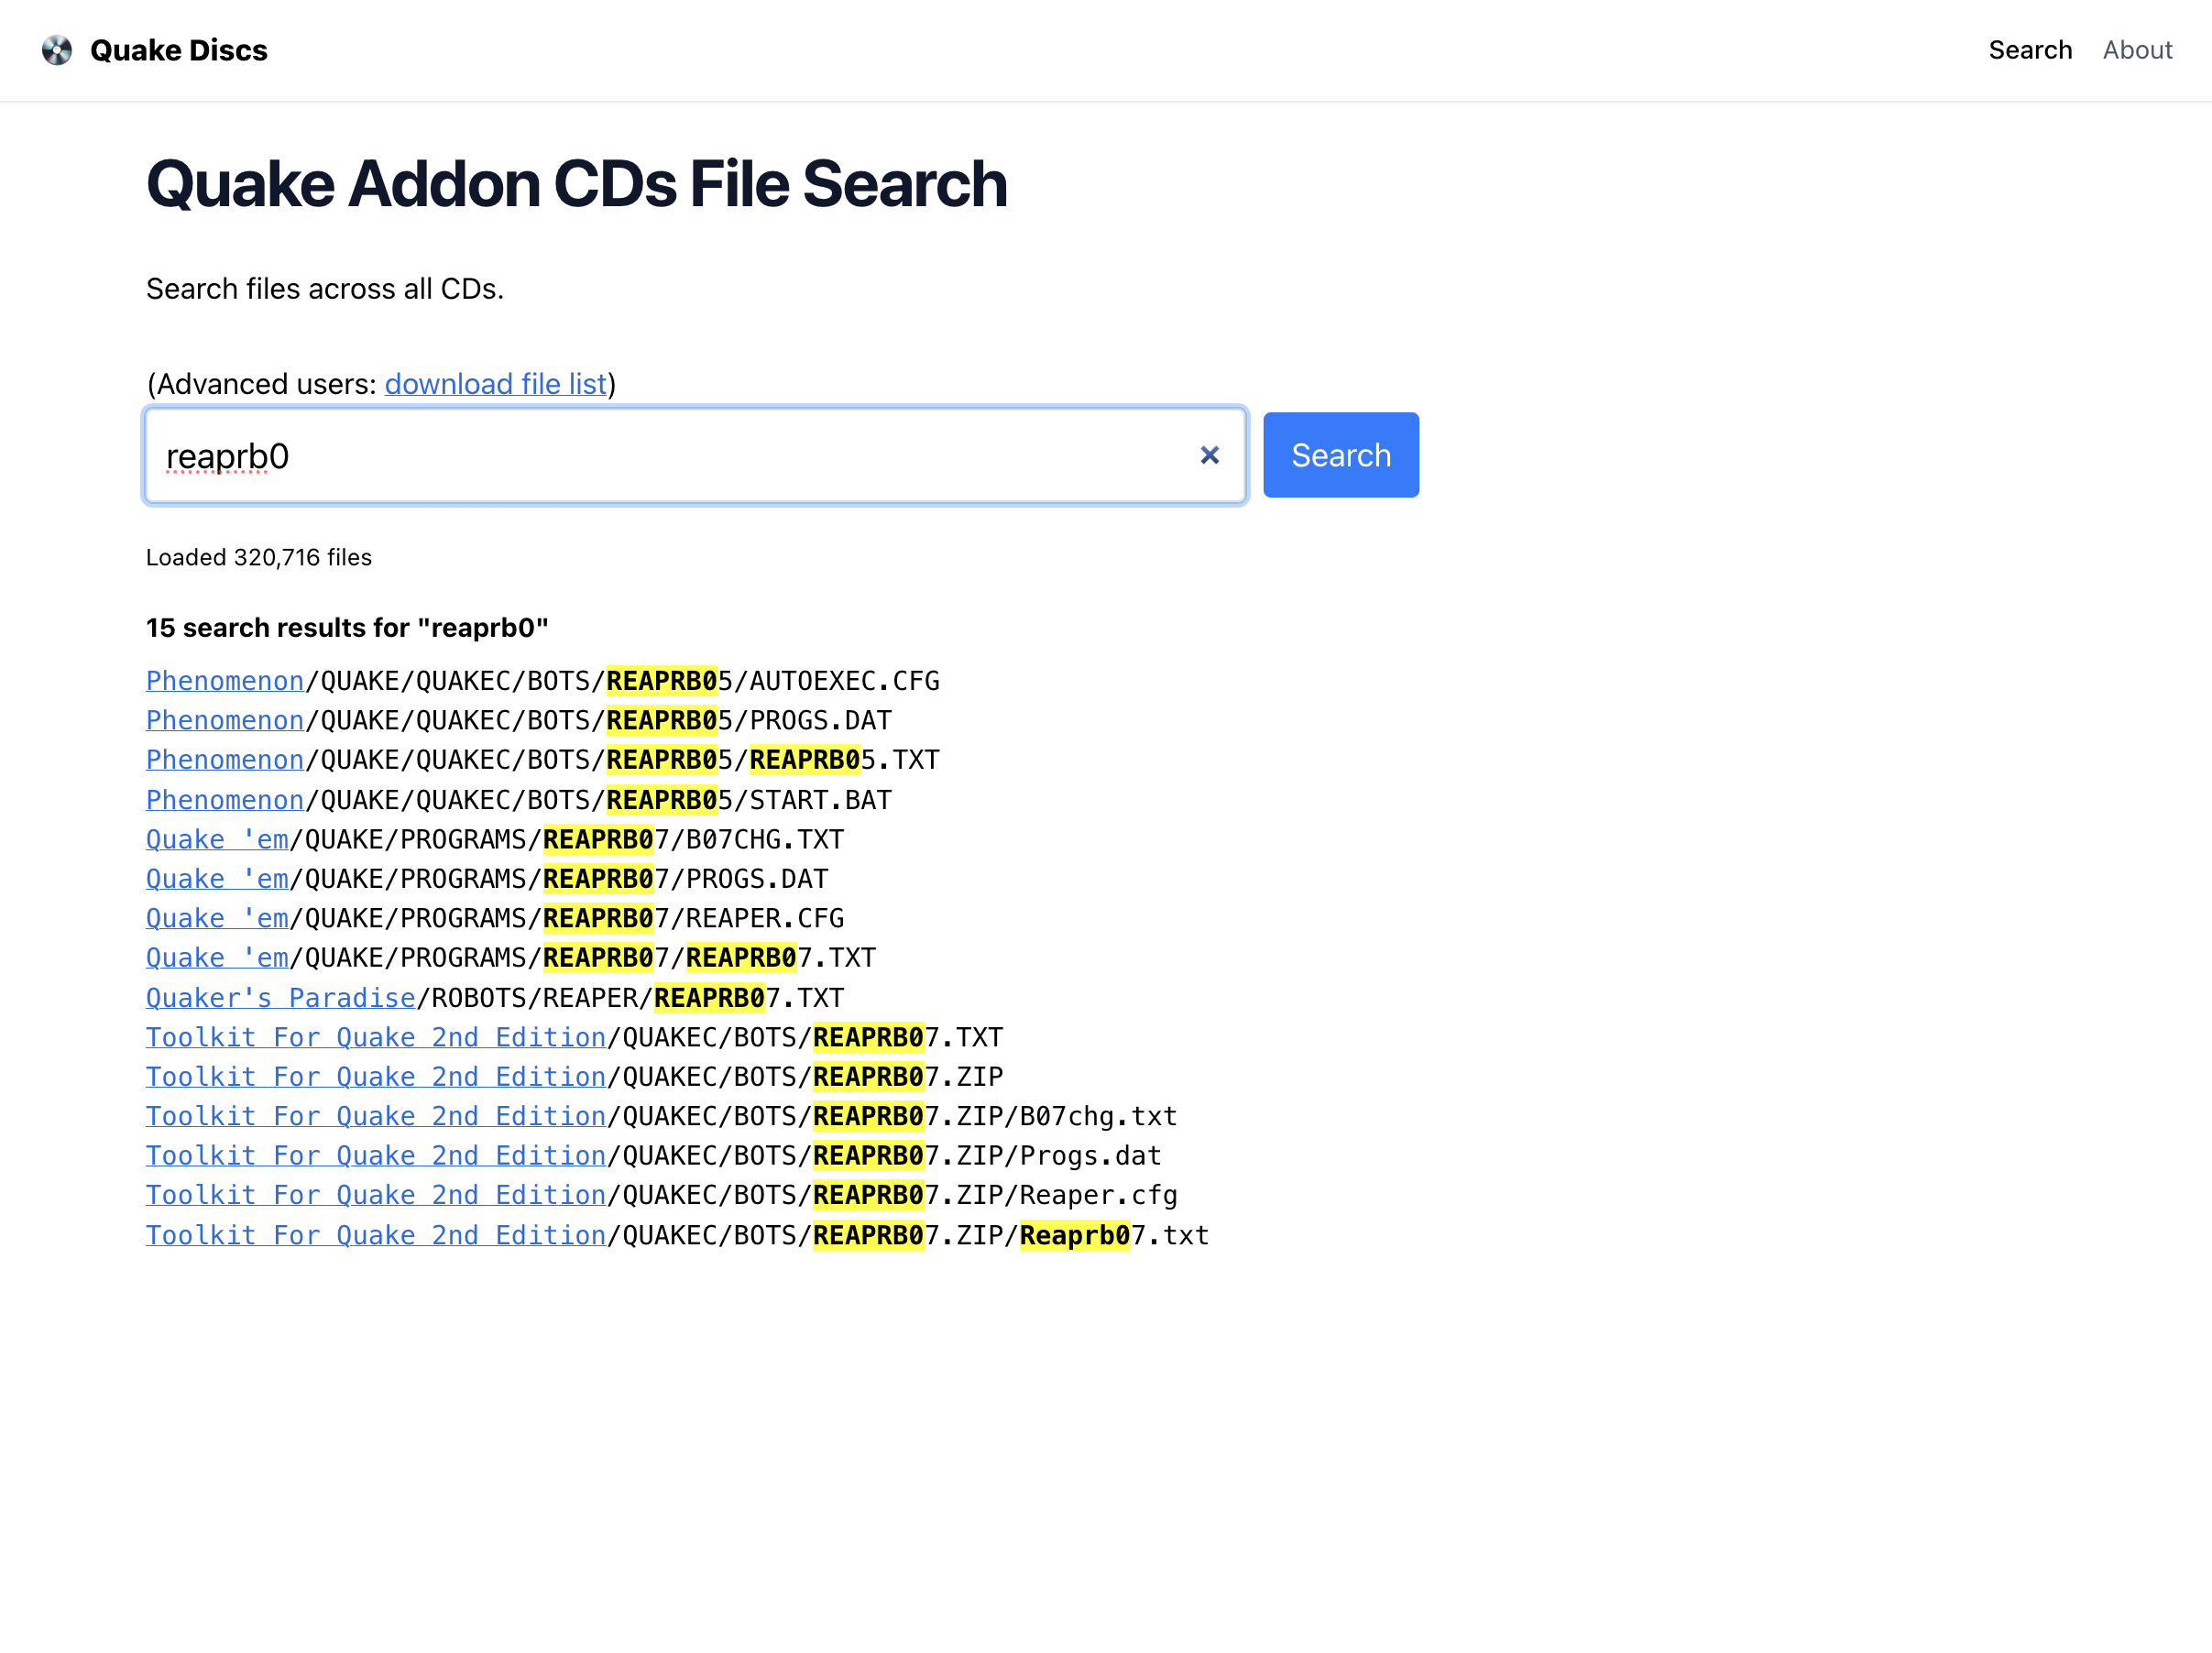 Quake Discs
Search About
Quake Addon CDs File Search
Search files across all CDs.
(Advanced users: download file list)
reaprb0 × Search
Loaded 320,716 files
15 search results for "reaprb0"
Phenomenon/QUAKE/QUAKEC/BOTS/REAPRB05/AUTOEXEC.CFG
Phenomenon/QUAKE/QUAKEC/BOTS/REAPRB05/PROGS.DAT
Phenomenon/QUAKE/QUAKEC/BOTS/REAPRB05/REAPRB05.TXT
Phenomenon/QUAKE/QUAKEC/BOTS/REAPRB05/START.BAT
Quake 'em/QUAKE/PROGRAMS/REAPRB07/B07CHG.TXT
Quake 'em/QUAKE/PROGRAMS/REAPRB07/PROGS.DAT
Quake 'em/QUAKE/PROGRAMS/REAPRB07/REAPER.CFG
Quake 'em/QUAKE/PROGRAMS/REAPRB07/REAPRB07.TXT
Quaker's Paradise/ROBOTS/REAPER/REAPRB07.TXT
Toolkit For Quake 2nd Edition/QUAKEC/BOTS/REAPRB07.TXT
Toolkit For Quake 2nd Edition/QUAKEC/BOTS/REAPRB07.ZIP
Toolkit For Quake 2nd Edition/QUAKEC/BOTS/REAPRB07.ZIP/B07chg.txt
Toolkit For Quake 2nd Edition/QUAKEC/BOTS/REAPRB07.ZIP/Progs.dat
Toolkit For Quake 2nd Edition/QUAKEC/BOTS/REAPRB07.ZIP/Reaper.cfg
Toolkit For Quake 2nd Edition/QUAKEC/BOTS/REAPRB07.ZIP/Reaprb07.txt